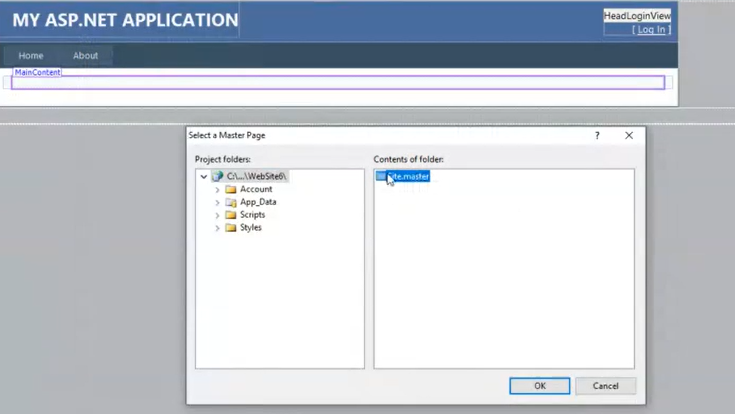 MY ASP.NET APPLICATION
HeadLoginView
[ Log In ]
Home About
MainContent
Select a Master Page
?
Project folders: Contents of folder:
C:\...\WebSite6\
Site.master
Account
App_Data
Scripts
Styles
OK Cancel